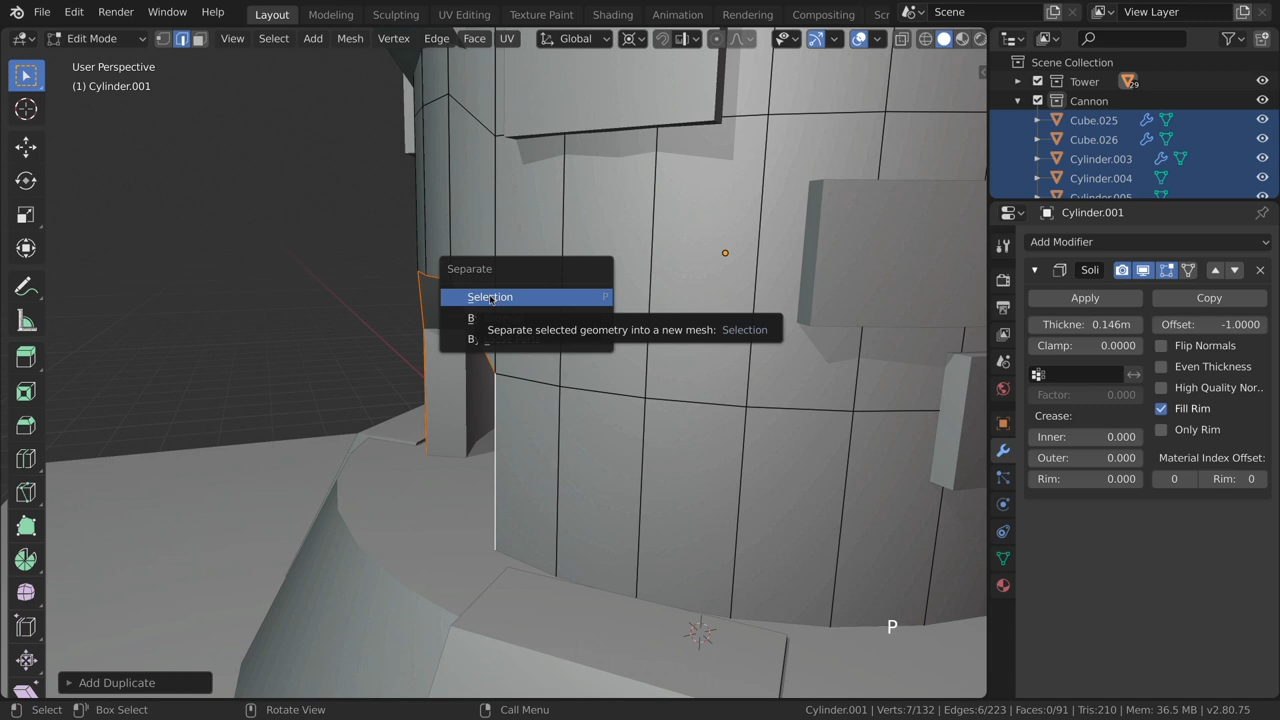 File Edit Render Window Help
Layout Modeling Sculpting UV Editing Texture Paint Shading Animation Rendering Compositing Scr
Scene
View Layer
Edit Mode View Select Add Mesh Vertex Edge Face UV Global
User Perspective
(1) Cylinder.001
Scene Collection
Tower 29
Cannon
Cube.025
Cube.026
Cylinder.003
Cylinder.004
Cylinder.005
Cylinder.001
Add Modifier
Soli
Apply Copy
Thickne: 0.146m Offset: -1.0000
Clamp: 0.0000 Flip Normals
Even Thickness
High Quality Nor..
Factor: 0.000
Crease: Fill Rim
Inner: 0.000 Only Rim
Outer: 0.000 Material Index Offset:
Rim: 0.000 0 Rim: 0
Separate
Selection P
B
Separate selected geometry into a new mesh: Selection
By
P
Add Duplicate
Select Box Select Rotate View Call Menu
Cylinder.001 | Verts:7/132 | Edges:6/223 | Faces:0/91 | Tris:210 | Mem: 36.5 MB | v2.80.75